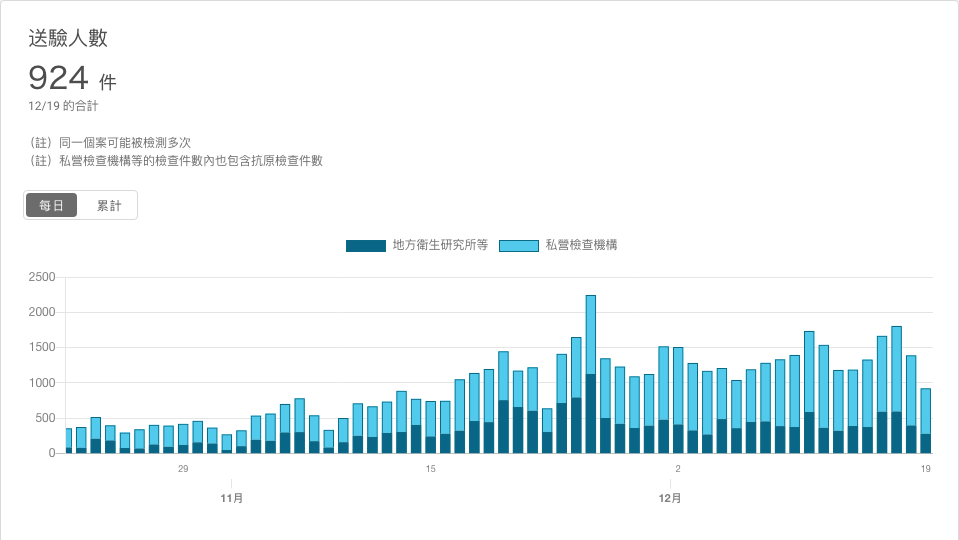 送驗人數
924 件
12/19 的合計
（註）同一個案可能被檢測多次
（註）私營檢查機構等的檢查件數內也包含抗原檢查件數
每日 累計
地方衛生研究所等 私營檢查機構
2500
2000
1500
1000
500
0
29 15 2 19
11月 12月